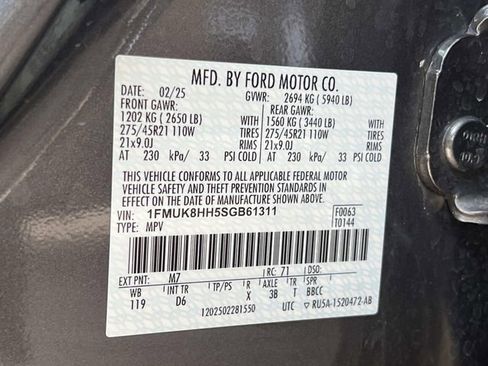 MFD. BY FORD MOTOR CO.
DATE: 02/25 GVWR: 2694 KG ( 5940 LB)
FRONT GAWR: REAR GAWR:
1202 KG ( 2650 LB) 1560 KG ( 3440 LB)
275/45R21 110W TIRES 275/45R21 110W TIRES
21x9.0J RIMS 21x9.0J RIMS
AT 230 kPa/ 33 PSI COLD AT 230 kPa/ 33 PSI COLD
THIS VEHICLE CONFORMS TO ALL APPLICABLE FEDERAL MOTOR
VEHICLE SAFETY AND THEFT PREVENTION STANDARDS IN
EFFECT ON THE DATE OF MANUFACTURE SHOWN ABOVE.
VIN: 1FMUK8HH5SGB61311 F0063
TYPE: MPV T0144
EXT PNT: M7 RC: 71 DSO:
WB INT TR TP/PS R AXLE TR SPR
119 D6 X 3B T BBCC
1202502281550 UTC ▽ RU5A-1520472-AB